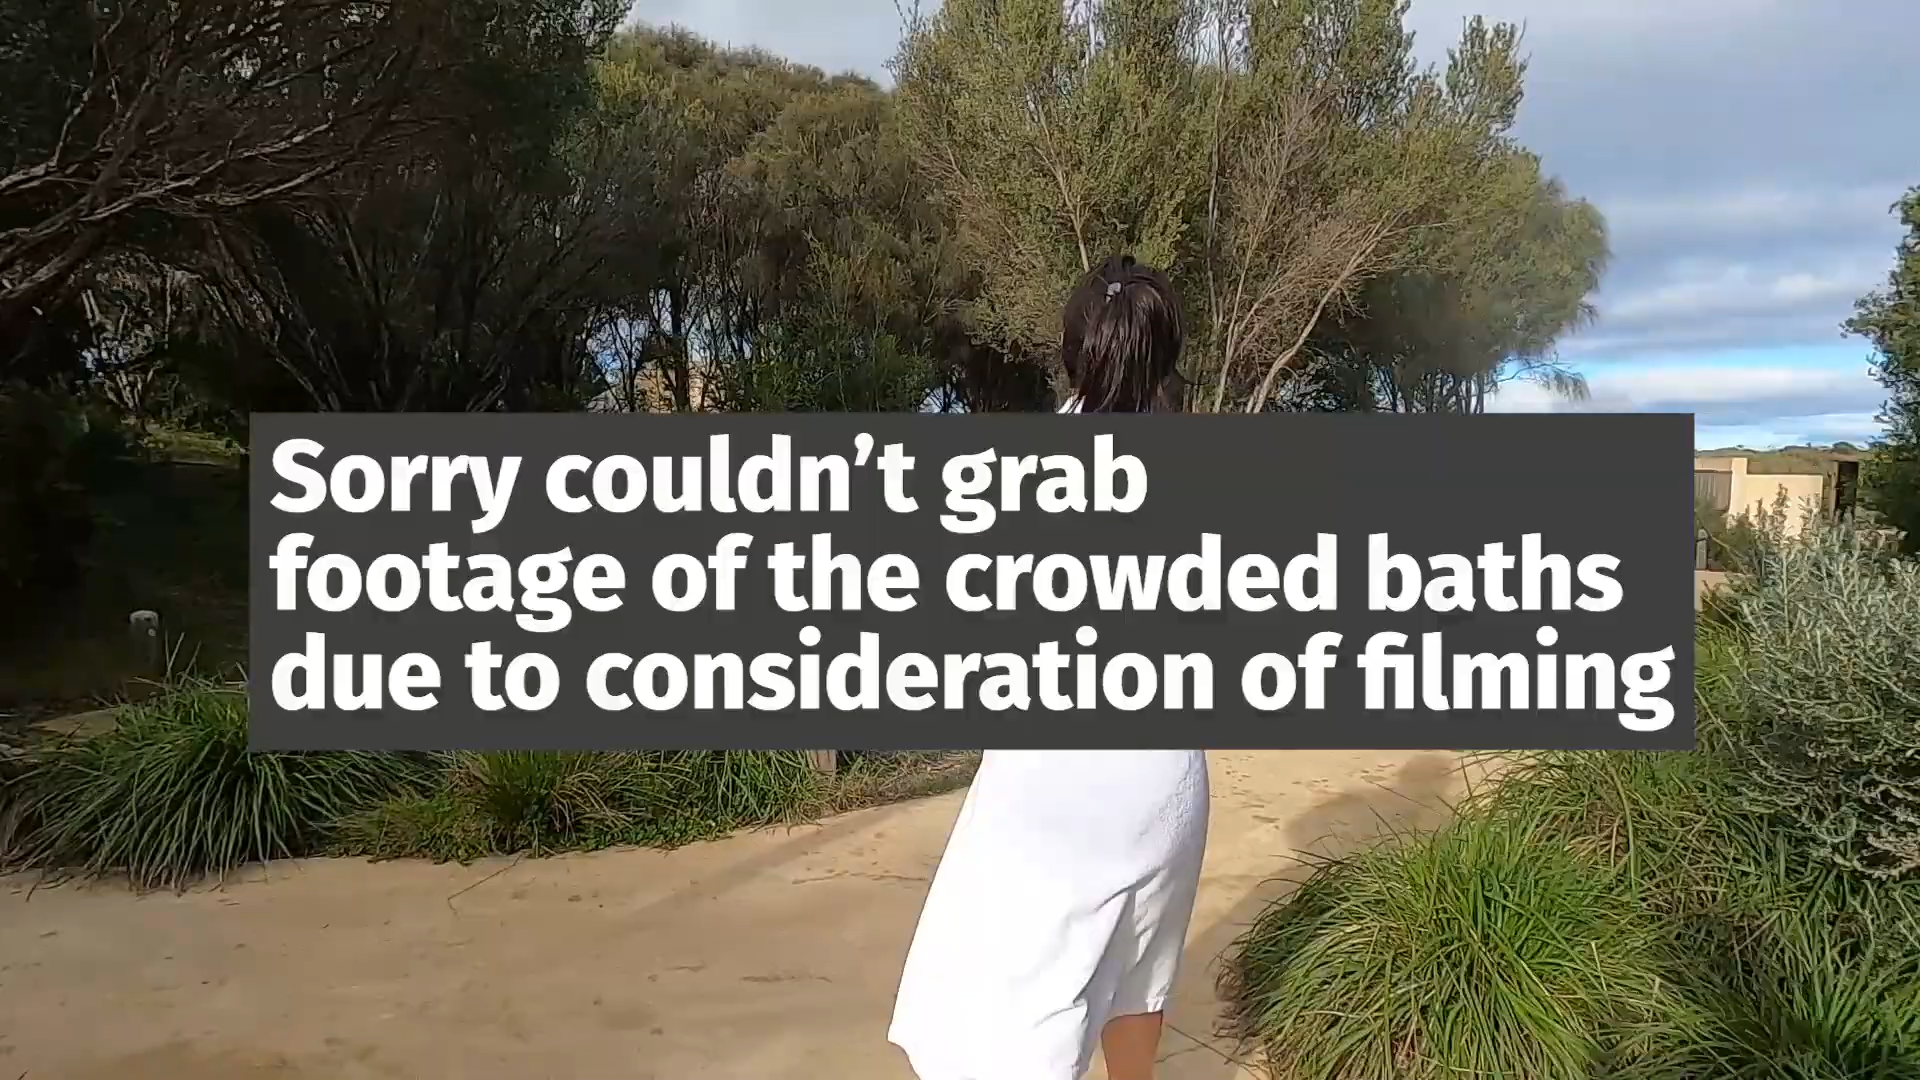 Sorry couldn’t grab
footage of the crowded baths
due to consideration of filming